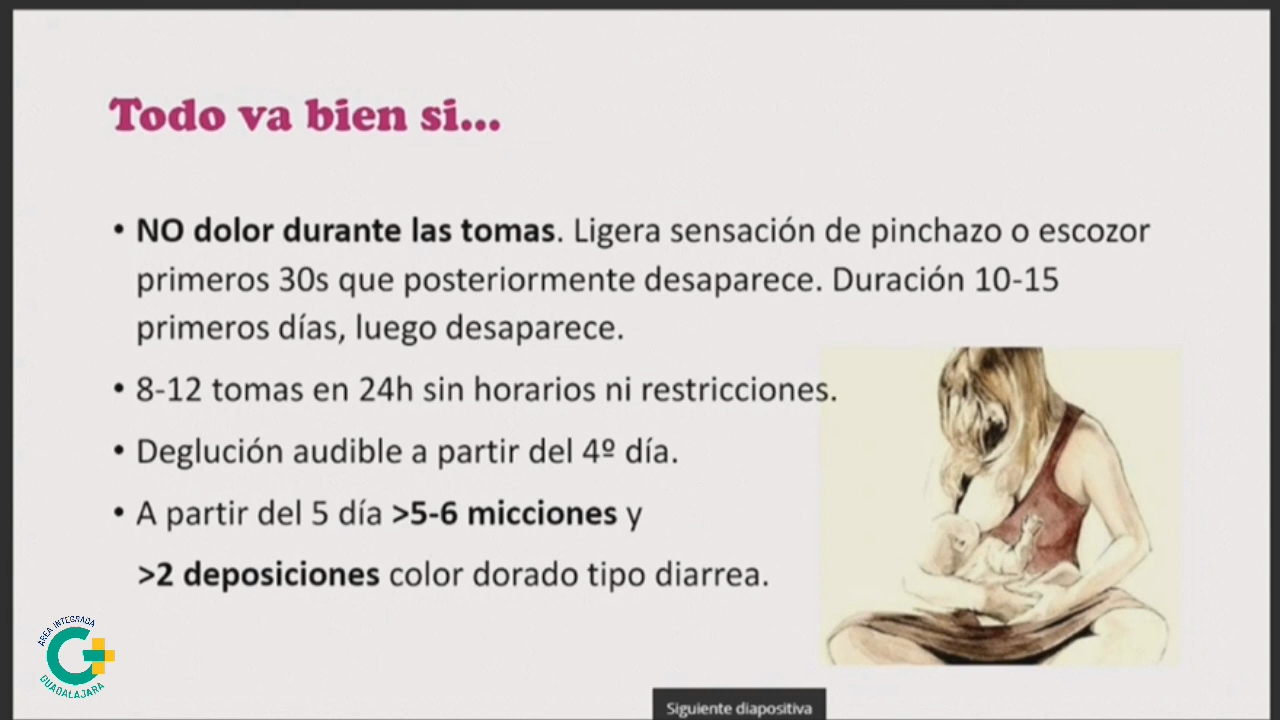 Todo va bien si...
• NO dolor durante las tomas. Ligera sensación de pinchazo o escozor
primeros 30s que posteriormente desaparece. Duración 10-15
primeros días, luego desaparece.
• 8-12 tomas en 24h sin horarios ni restricciones.
• Deglución audible a partir del 4º día.
• A partir del 5 día >5-6 micciones y
>2 deposiciones color dorado tipo diarrea.
AREA INTEGRADA
GUADALAJARA
Siguiente diapositiva